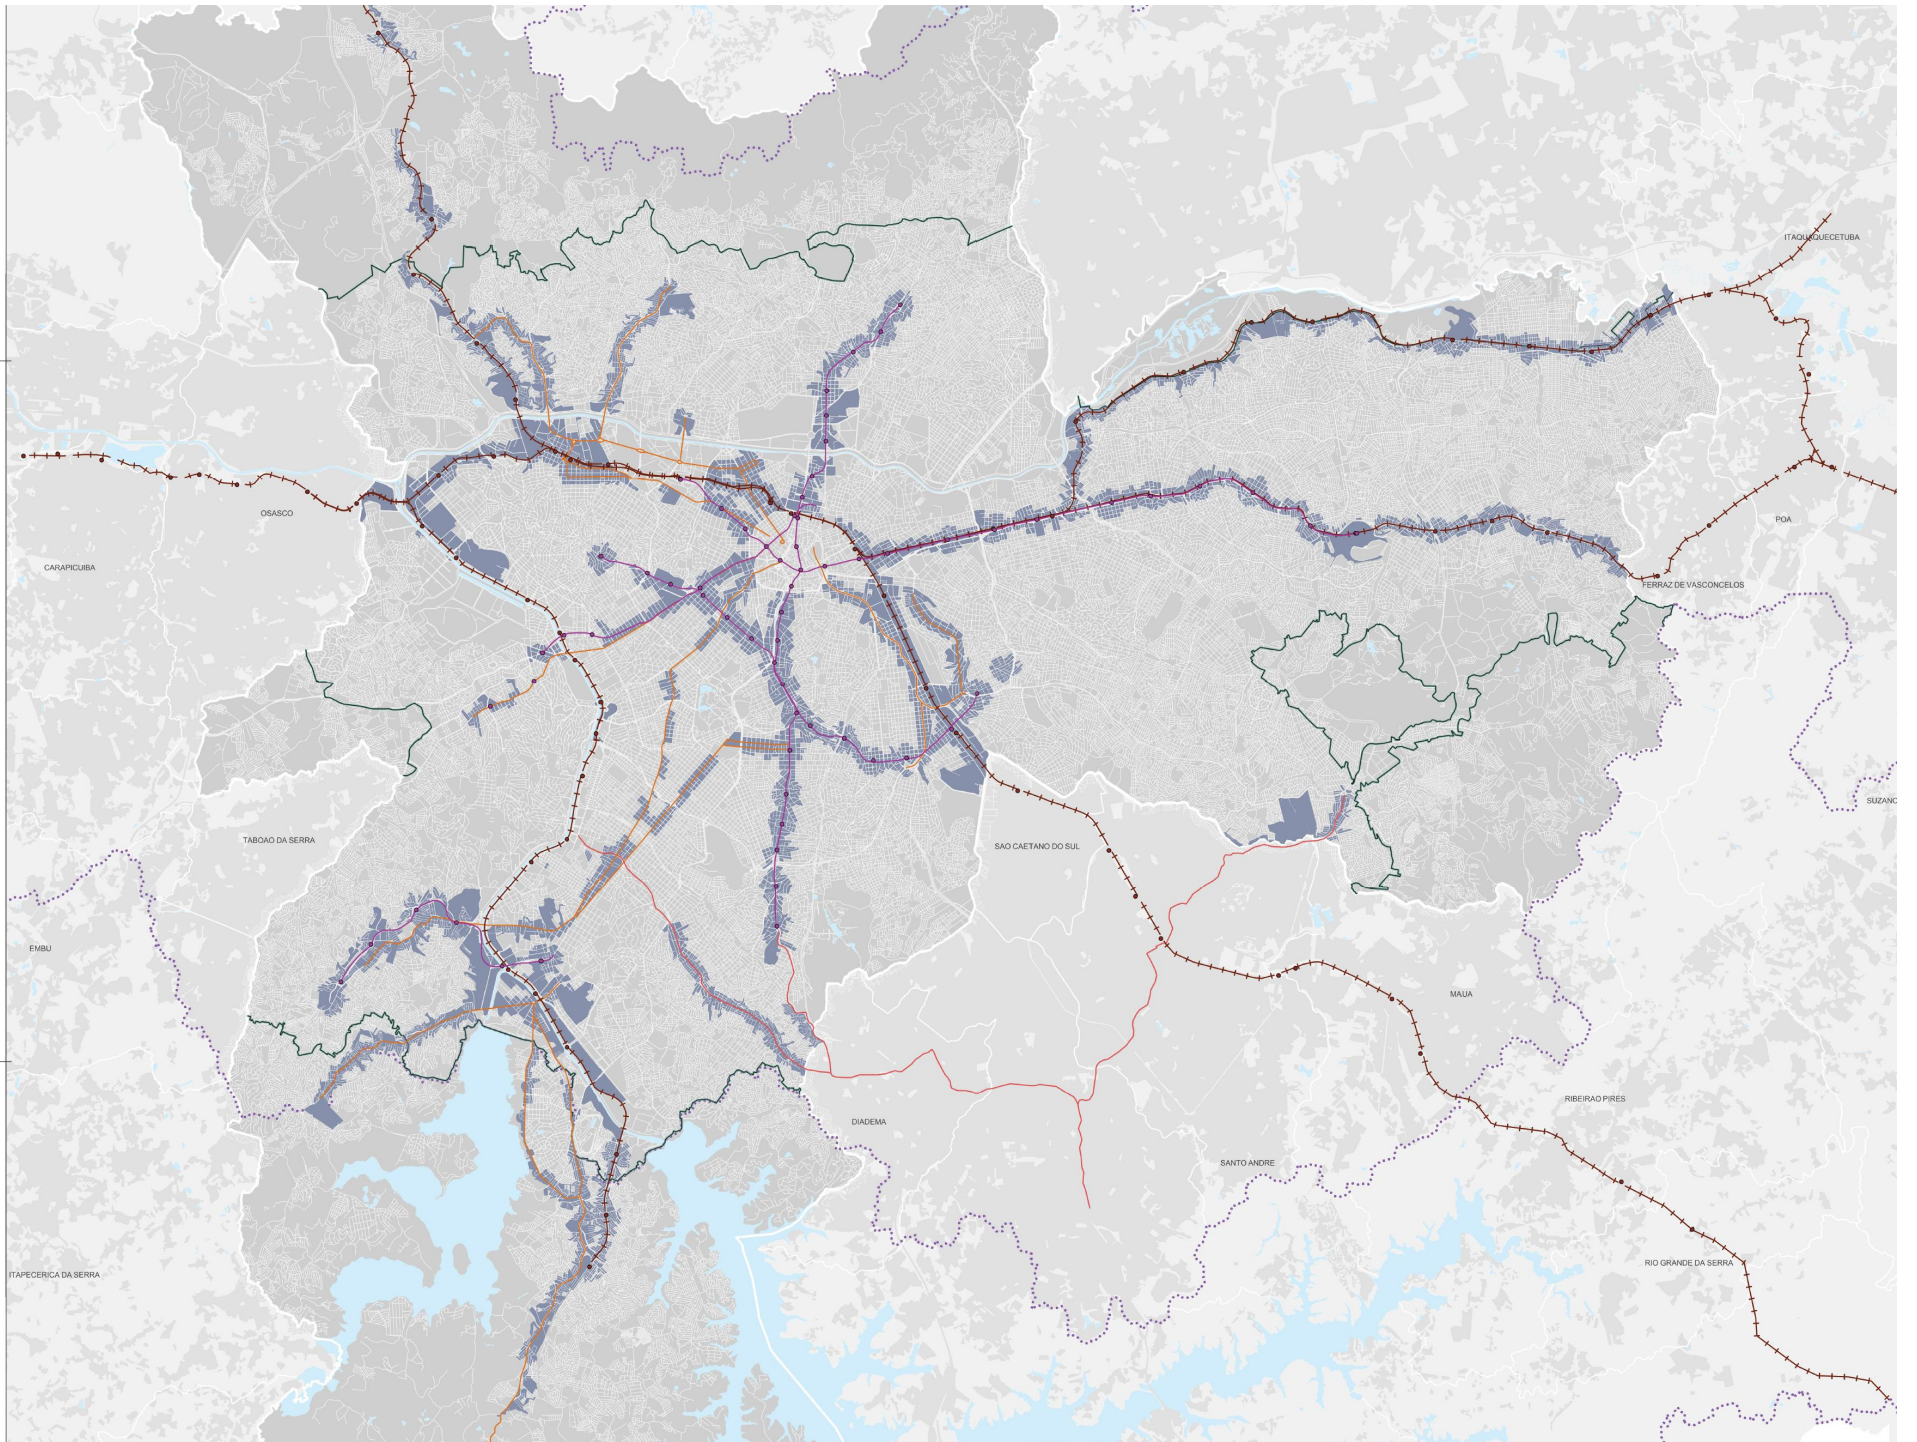 ITAQUAQUECETUBA
OSASCO
POA
CARAPICUIBA
FERRAZ DE VASCONCELOS
SUZANO
TABOAO DA SERRA
SAO CAETANO DO SUL
EMBU
MAUA
RIBEIRAO PIRES
DIADEMA
SANTO ANDRE
RIO GRANDE DA SERRA
ITAPECERICA DA SERRA